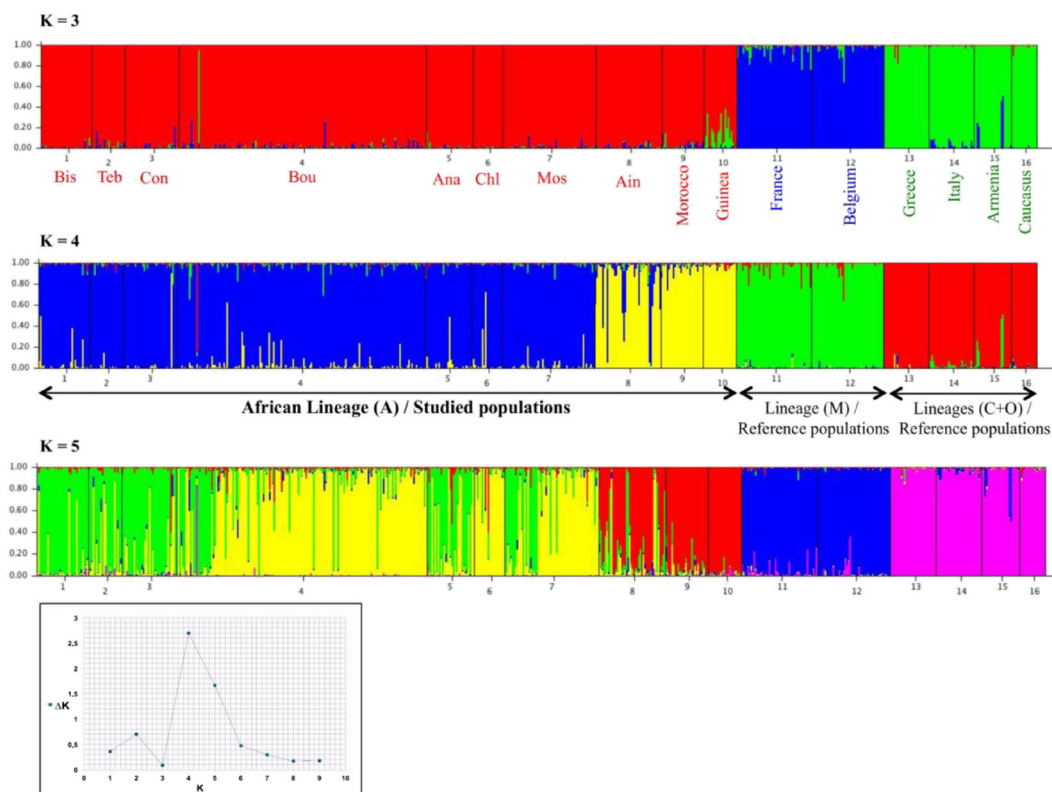 K = 3
1.00
0.80
0.60
0.40
0.20
0.00
1 2 3 4 5 6 7 8 9 10 11 12 13 14 15 16
Bis Teb Con Bou Ana Chl Mos Ain Morocco Guinea France Belgium Greece Italy Armenia Caucasus
K = 4
1.00
0.80
0.60
0.40
0.20
0.00
1 2 3 4 5 6 7 8 9 10 11 12 13 14 15 16
African Lineage (A) / Studied populations
Lineage (M) /
Reference populations
Lineages (C+O) /
Reference populations
K = 5
1.00
0.80
0.60
0.40
0.20
0.00
1 2 3 4 5 6 7 8 9 10 11 12 13 14 15 16
3
2,5
2
1,5
1
0,5
0
ΔK
0 1 2 3 4 5 6 7 8 9 10
K